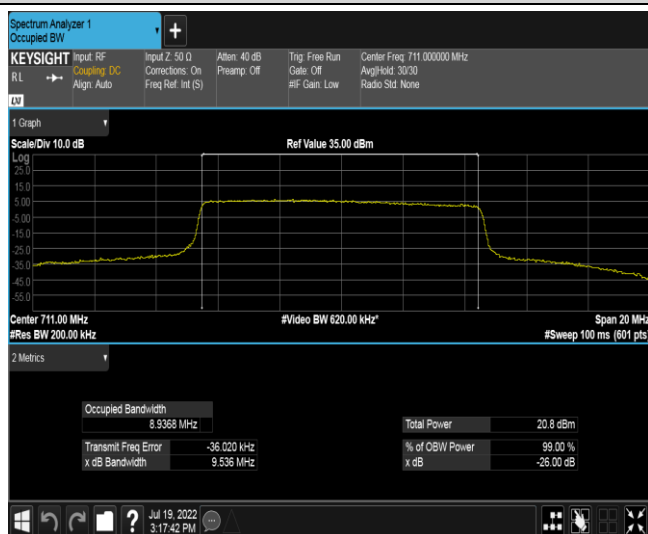 Spectrum Analyzer 1
Occupied BW
KEYSIGHT
RL
LXI
Input: RF
Coupling: DC
Align: Auto
Input Z: 50 Ω
Corrections: On
Freq Ref: Int (S)
Atten: 40 dB
Preamp: Off
Trig: Free Run
Gate: Off
#IF Gain: Low
Center Freq: 711.000000 MHz
Avg|Hold: 30/30
Radio Std: None
1 Graph
Scale/Div 10.0 dB
Ref Value 35.00 dBm
Log
25.0
15.0
5.00
-5.00
-15.0
-25.0
-35.0
-45.0
-55.0
Center 711.00 MHz
#Video BW 620.00 kHz*
Span 20 MHz
#Res BW 200.00 kHz
#Sweep 100 ms (601 pts)
2 Metrics
Occupied Bandwidth
8.9368 MHz
Total Power 20.8 dBm
Transmit Freq Error -36.020 kHz
% of OBW Power 99.00 %
x dB Bandwidth 9.536 MHz
x dB -26.00 dB
Jul 19, 2022
3:17:42 PM